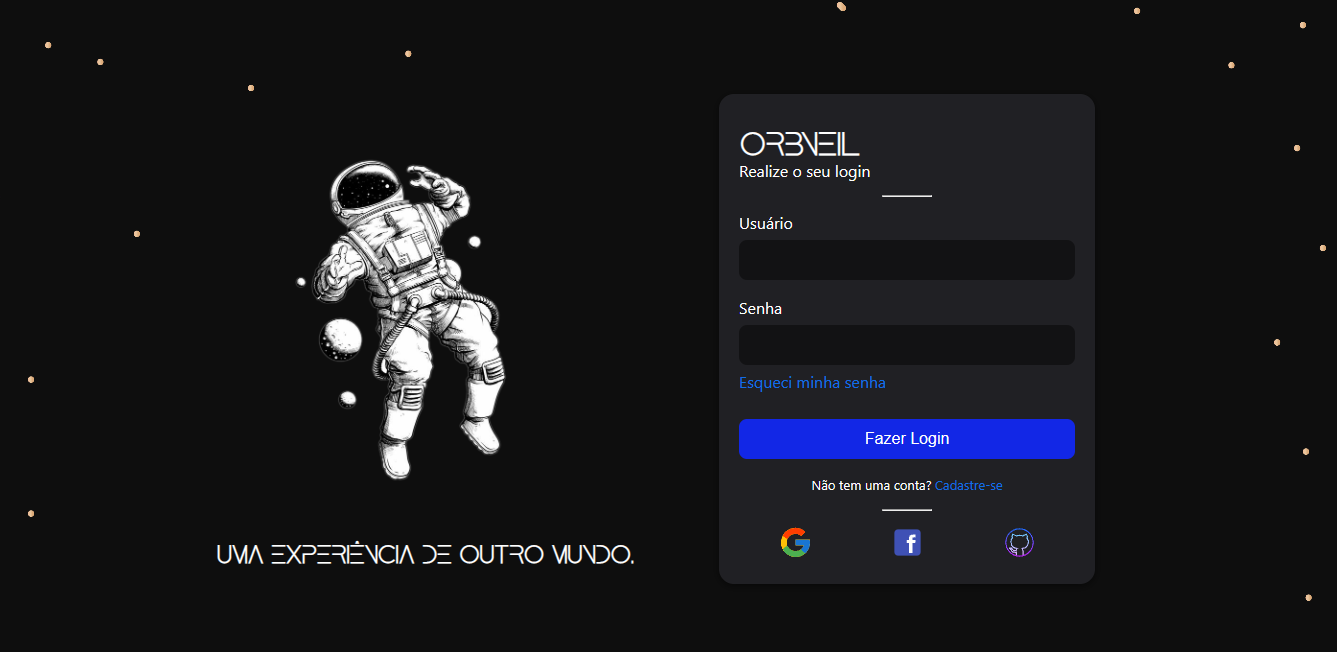 ORBVEIL
Realize o seu login
Usuário
Senha
Esqueci minha senha
Fazer Login
Não tem uma conta? Cadastre-se
UMA EXPERIÊNCIA DE OUTRO MUNDO.